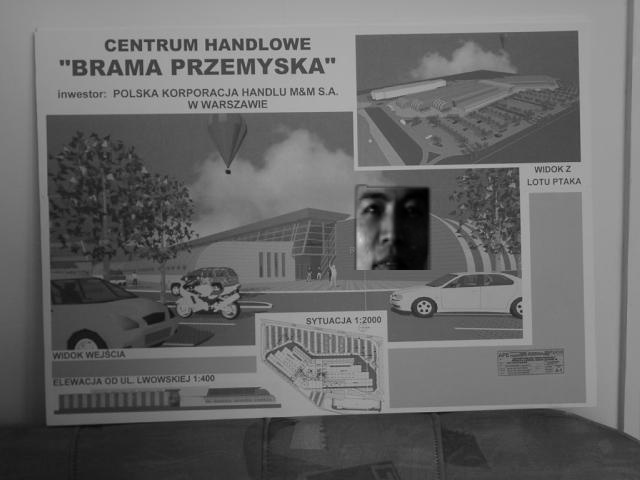 CENTRUM HANDLOWE
"BRAMA PRZEMYSKA"
inwestor: POLSKA KORPORACJA HANDLU M&M S.A.
W WARSZAWIE
WIDOK Z
LOTU PTAKA
SYTUACJA 1:2000
WIDOK WEJŚCIA
ELEWACJA OD UL. LWOWSKIEJ 1:400